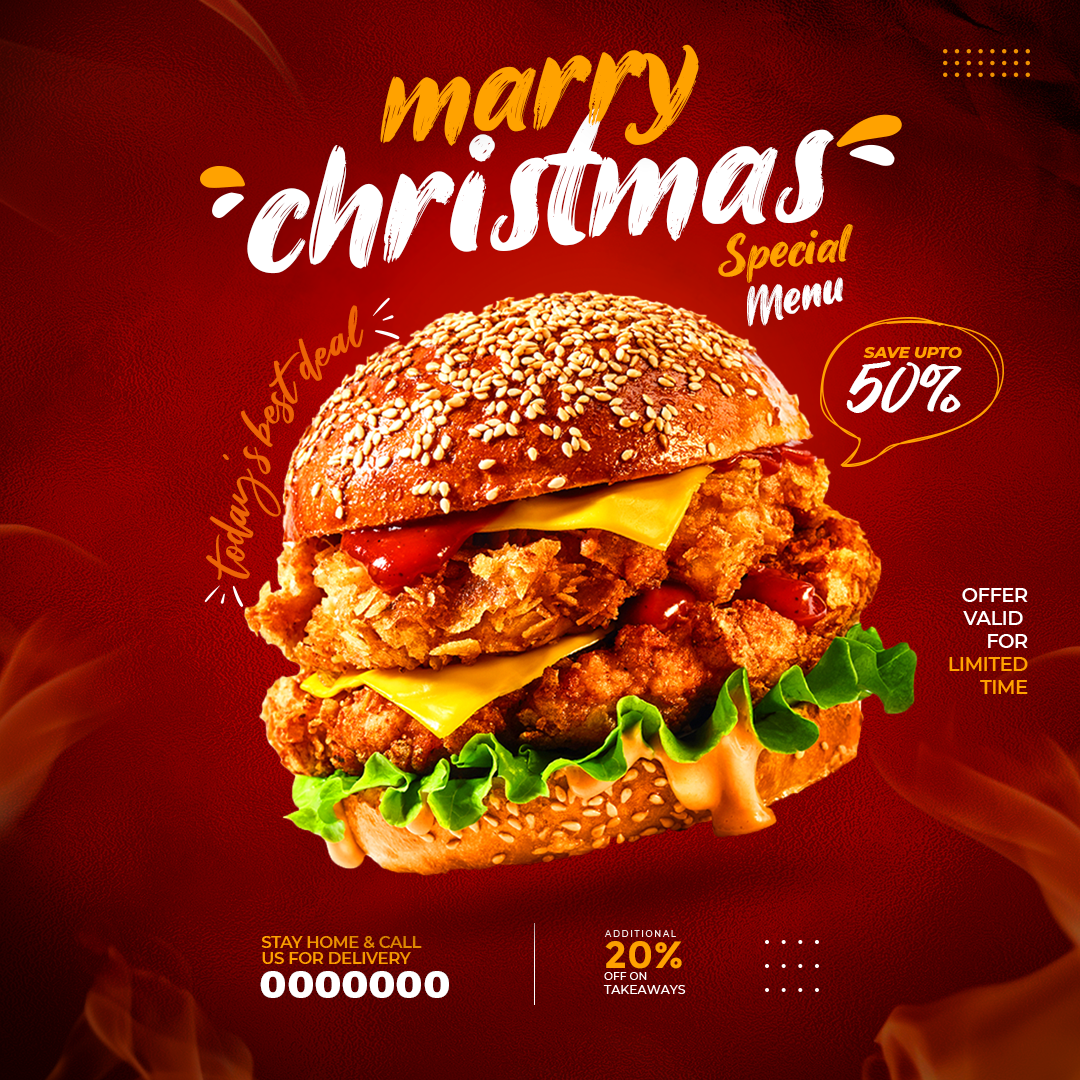 marry
christmas
Special
Menu
today's best deal
SAVE UPTO
50%
OFFER
VALID
FOR
LIMITED
TIME
STAY HOME & CALL
US FOR DELIVERY
0000000
ADDITIONAL
20%
OFF ON
TAKEAWAYS